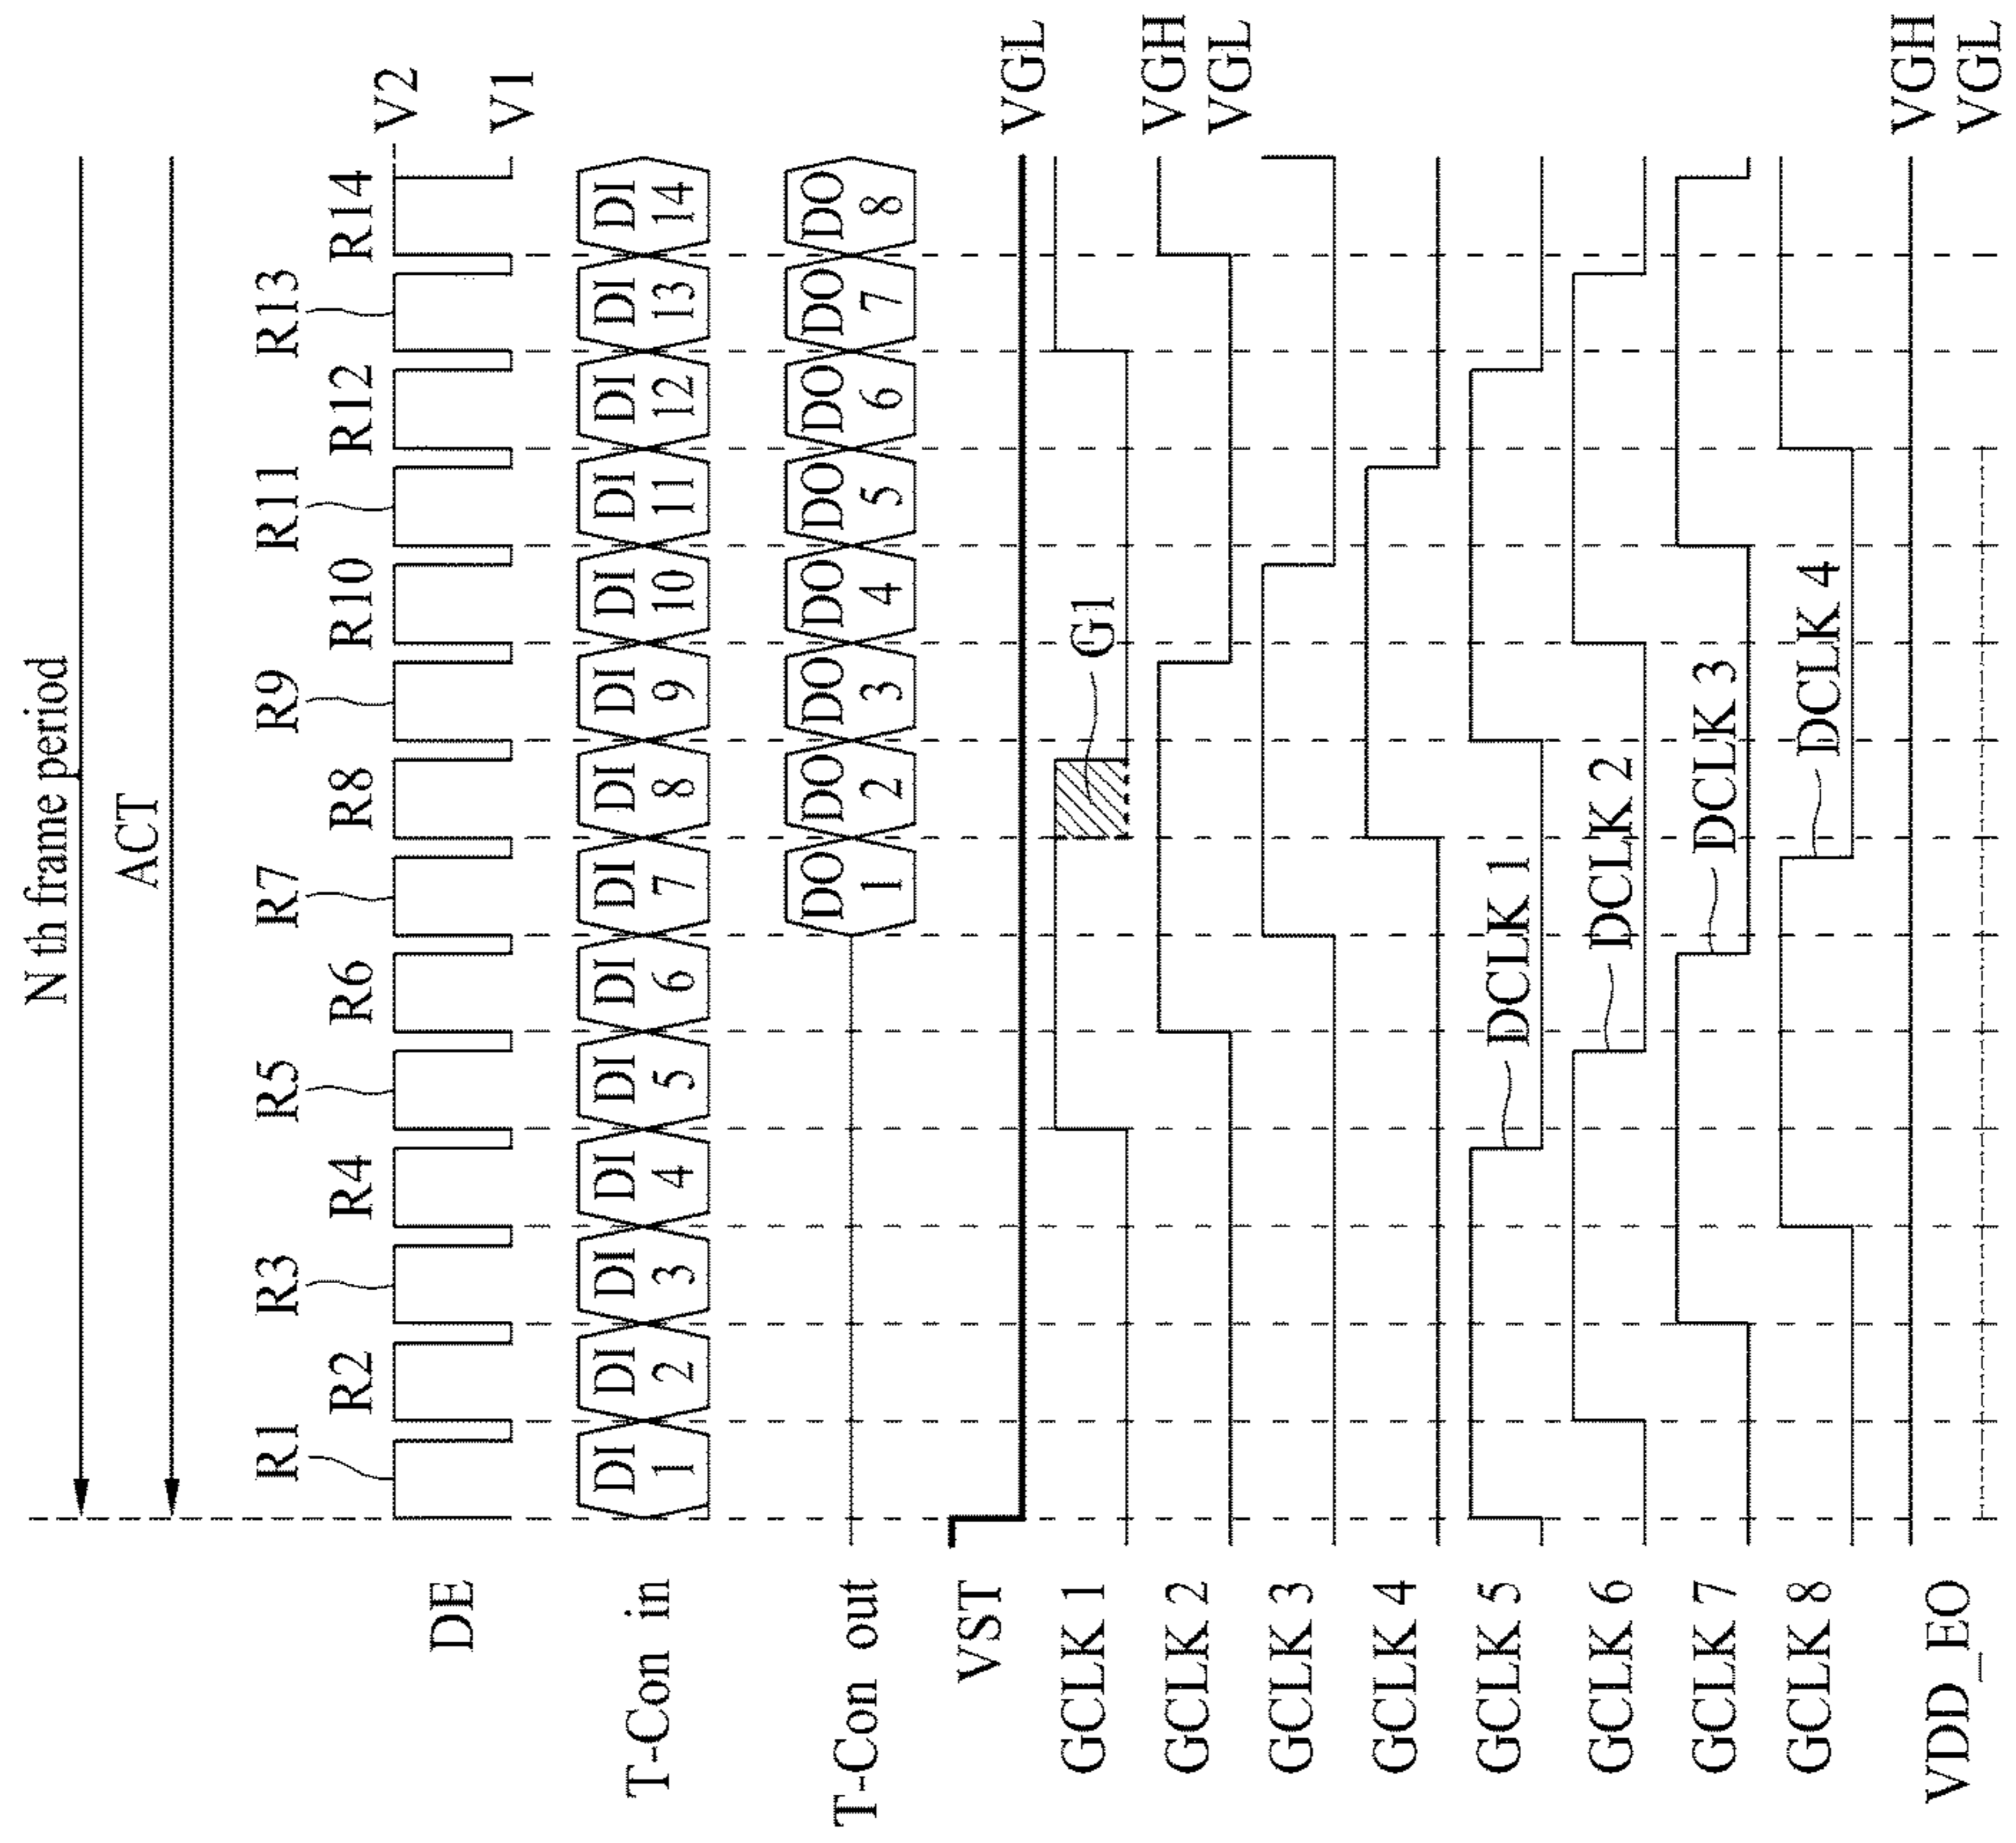 N th frame period
ACT
R1 R2 R3 R4 R5 R6 R7 R8 R9 R10 R11 R12 R13 R14
DE
V2
V1
T-Con in
DI 1 DI 2 DI 3 DI 4 DI 5 DI 6 DI 7 DI 8 DI 9 DI 10 DI 11 DI 12 DI 13 DI 14
T-Con out
DO 1 DO 2 DO 3 DO 4 DO 5 DO 6 DO 7 DO 8
VST
VGL
GCLK 1
G1
GCLK 2
VGH
VGL
GCLK 3
GCLK 4
GCLK 5
DCLK 1
GCLK 6
DCLK 2
GCLK 7
DCLK 3
GCLK 8
DCLK 4
VDD_EO
VGH
VGL